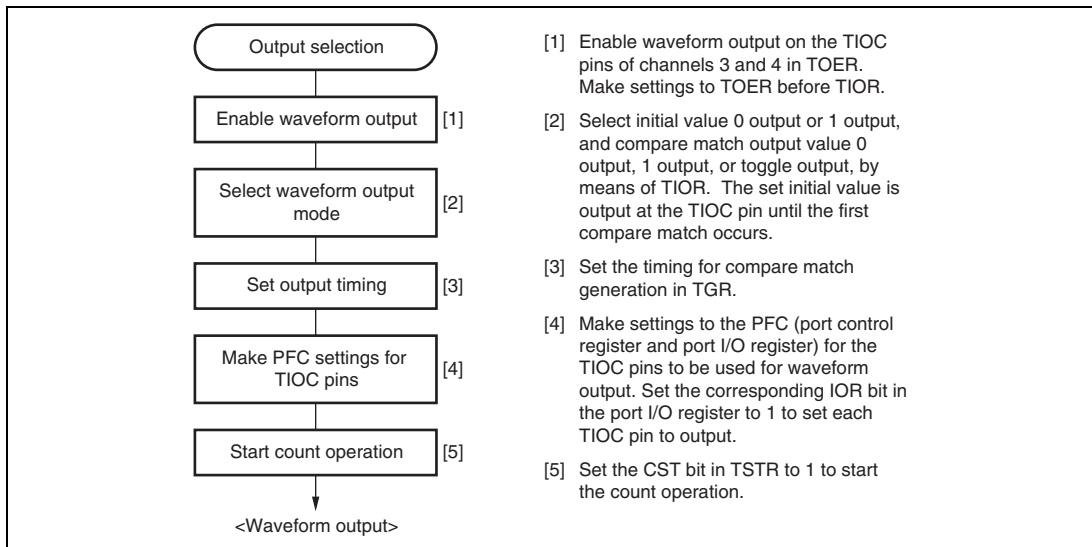 Output selection
Enable waveform output [1]
Select waveform output
mode
[2]
Set output timing [3]
Make PFC settings for
TIOC pins
[4]
Start count operation [5]
<Waveform output>
[1] Enable waveform output on the TIOC
pins of channels 3 and 4 in TOER.
Make settings to TOER before TIOR.
[2] Select initial value 0 output or 1 output,
and compare match output value 0
output, 1 output, or toggle output, by
means of TIOR. The set initial value is
output at the TIOC pin until the first
compare match occurs.
[3] Set the timing for compare match
generation in TGR.
[4] Make settings to the PFC (port control
register and port I/O register) for the
TIOC pins to be used for waveform
output. Set the corresponding IOR bit in
the port I/O register to 1 to set each
TIOC pin to output.
[5] Set the CST bit in TSTR to 1 to start
the count operation.